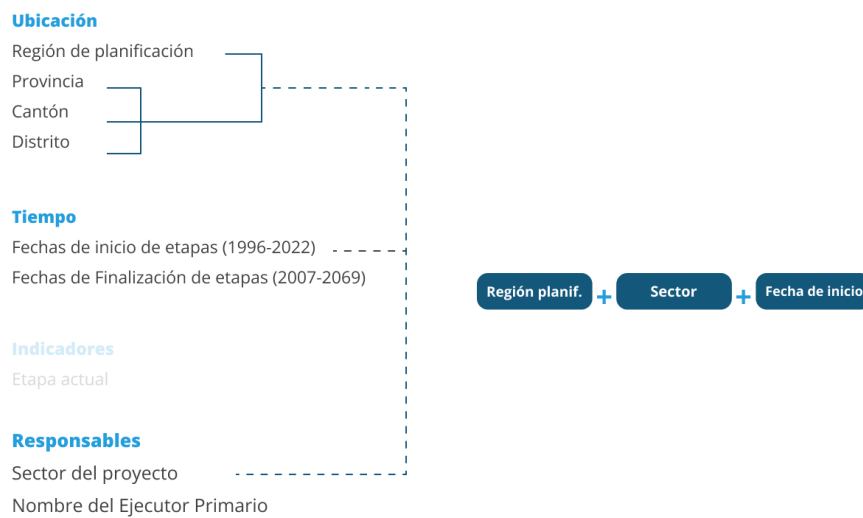 Ubicación
Región de planificación
Provincia
Cantón
Distrito
Tiempo
Fechas de inicio de etapas (1996-2022)
Fechas de Finalización de etapas (2007-2069)
Región planif. + Sector + Fecha de inicio
Indicadores
Etapa actual
Responsables
Sector del proyecto
Nombre del Ejecutor Primario